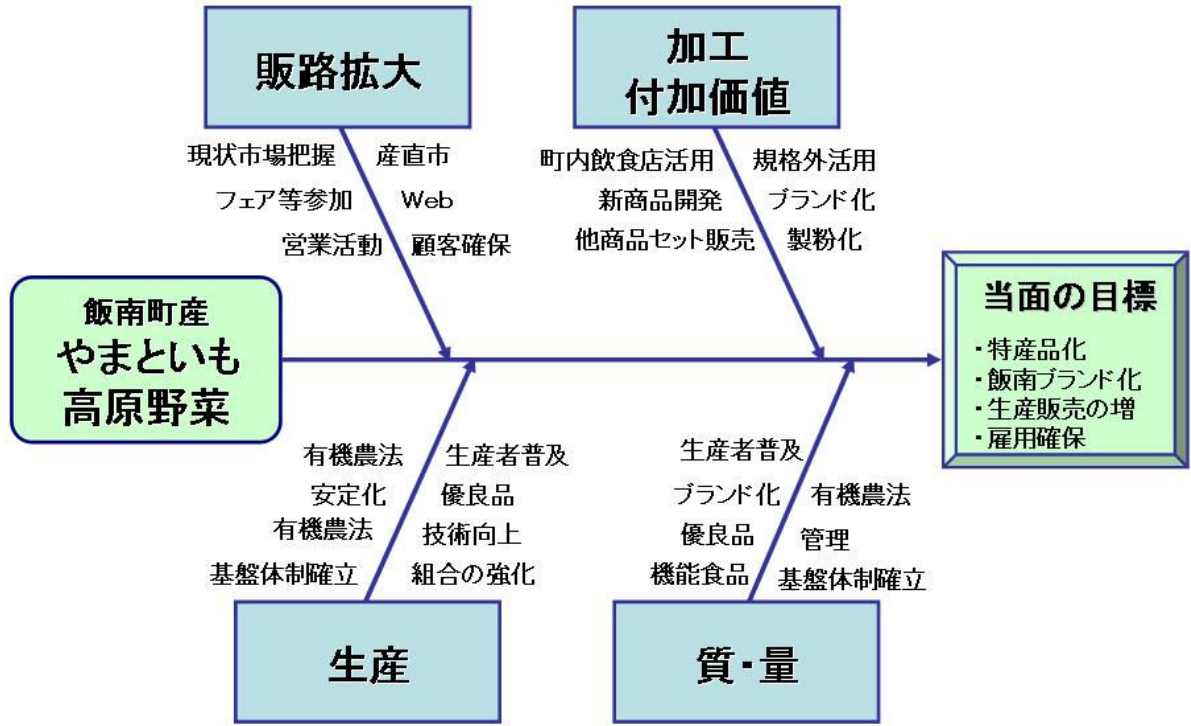 販路拡大
加工
付加価値
現状市場把握
産直市
フェア等参加
Web
営業活動
顧客確保
町内飲食店活用
規格外活用
新商品開発
ブランド化
他商品セット販売
製粉化
飯南町産
やまといも
高原野菜
当面の目標
・特産品化
・飯南ブランド化
・生産販売の増
・雇用確保
有機農法
生産者普及
安定化
優良品
有機農法
技術向上
基盤体制確立
組合の強化
生産者普及
ブランド化
有機農法
優良品
管理
機能食品
基盤体制確立
生産
質・量